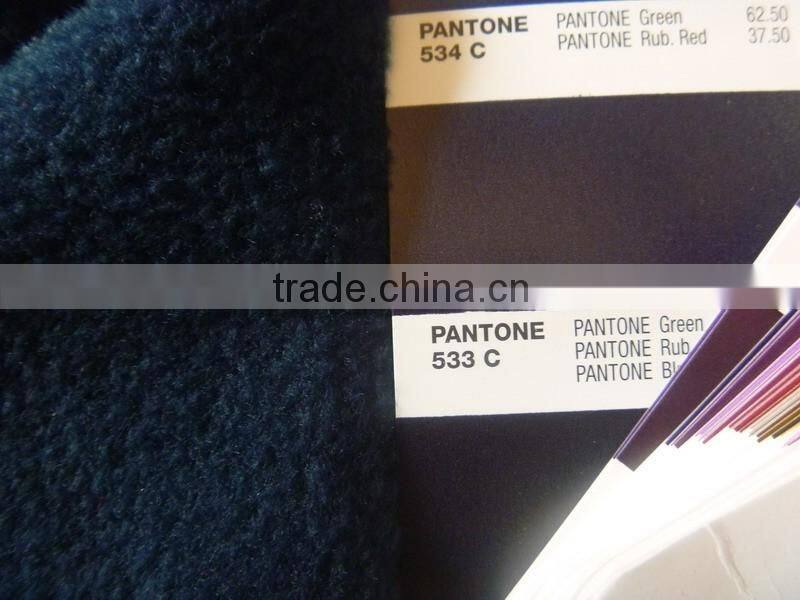 PANTONE
534 C
PANTONE Green 62.50
PANTONE Rub. Red 37.50
trade.china.cn
PANTONE
533 C
PANTONE Green
PANTONE Rub
PANTONE